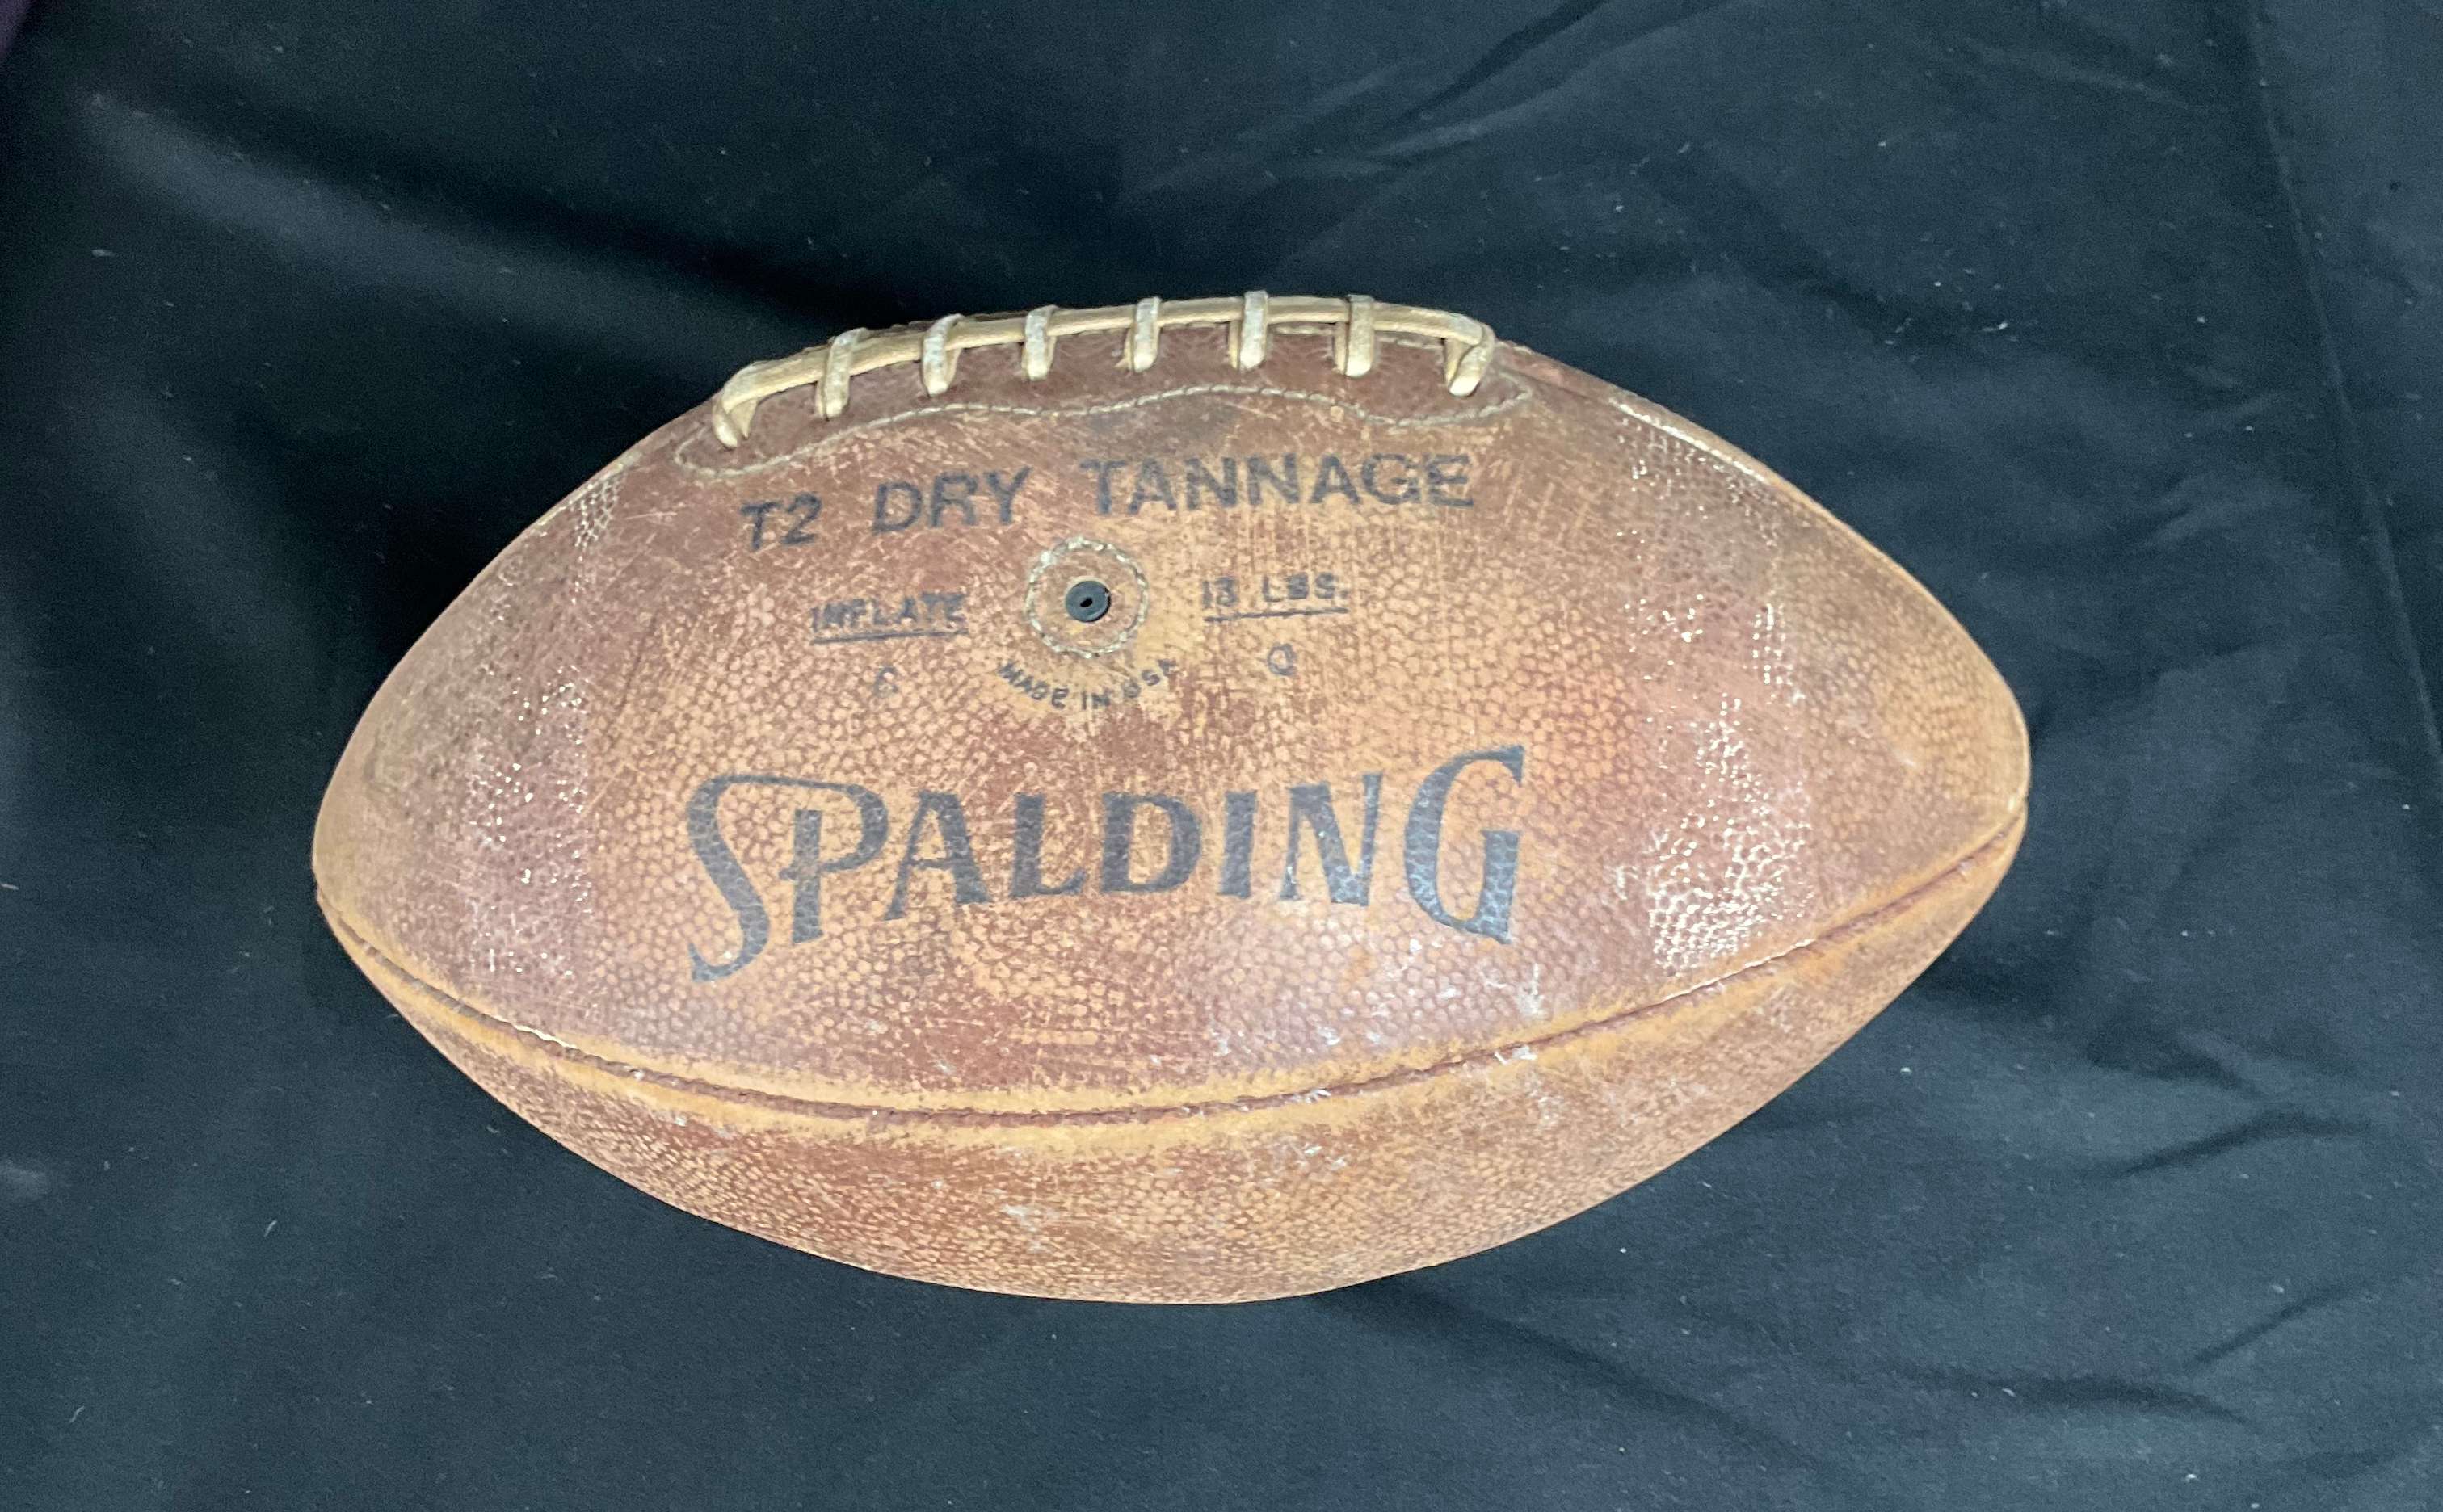 T2 DRY TANNAGE
INFLATE 13 LBS.
MADE IN USA
SPALDING